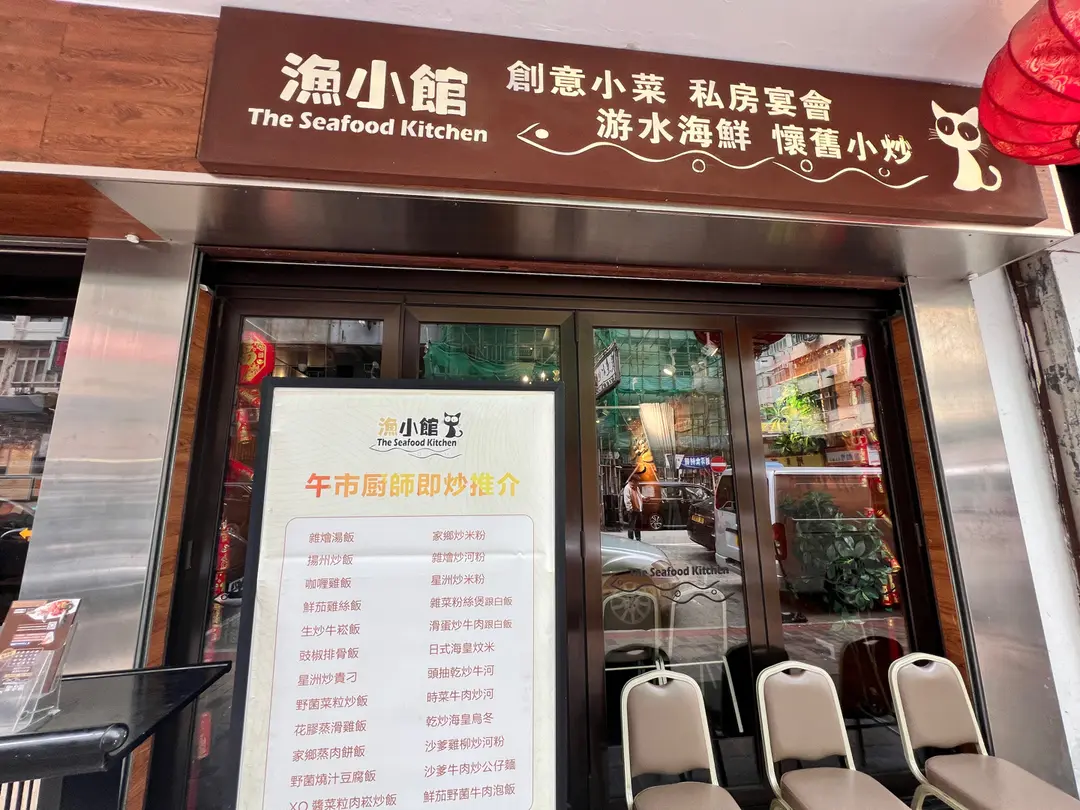 漁小館
The Seafood Kitchen
創意小菜 私房宴會
游水海鮮 懷舊小炒
漁小館
The Seafood Kitchen
午市厨師即炒推介
雜燴湯飯
揚州炒飯
咖喱雞飯
鮮茄雞絲飯
生炒牛崧飯
豉椒排骨飯
星洲炒貴刁
野菌菜粒炒飯
花膠蒸滑雞飯
家鄉蒸肉餅飯
野菌燒汁豆腐飯
XO 醬菜粒肉崧炒飯
家鄉炒米粉
雜燴炒河粉
星洲炒米粉
雜菜粉絲煲跟白飯
滑蛋炒牛肉跟白飯
日式海皇炆米
頭抽乾炒牛河
時菜牛肉炒河
乾炒海皇烏冬
沙爹雞柳炒河粉
沙爹牛肉炒公仔麵
鮮茄野菌牛肉泡飯
The Seafood Kitchen